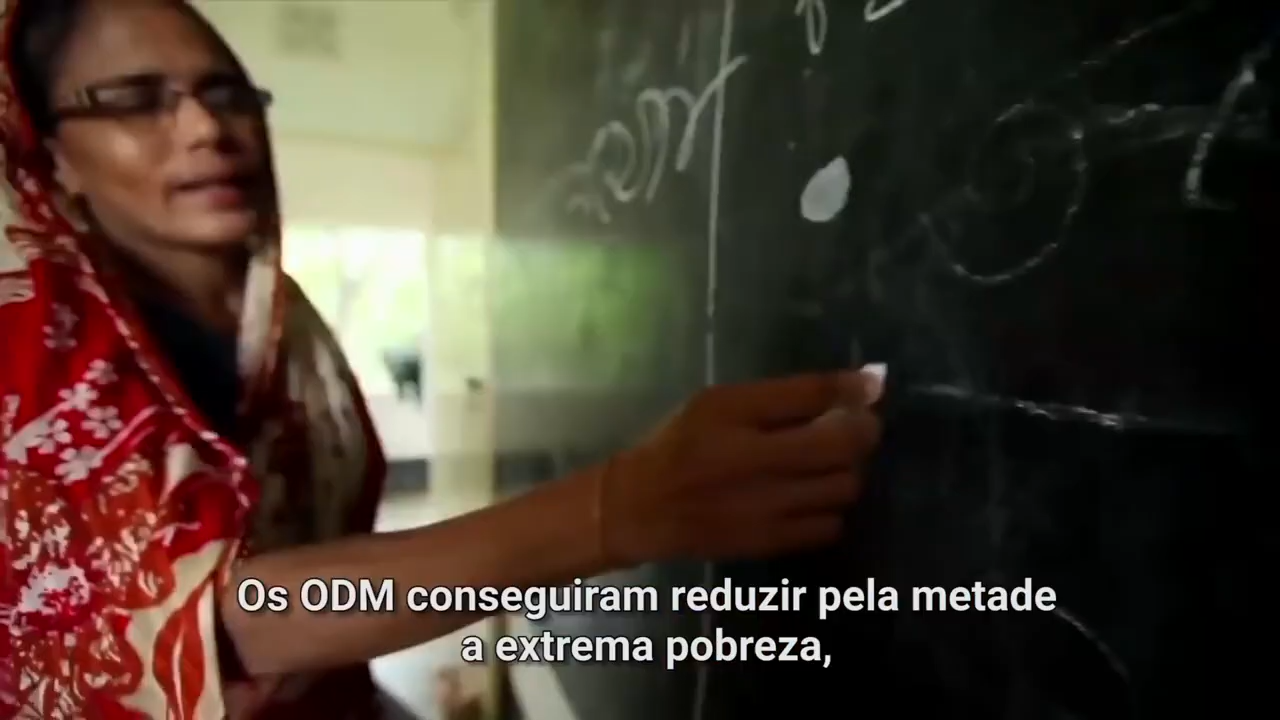 Os ODM conseguiram reduzir pela metade
a extrema pobreza,